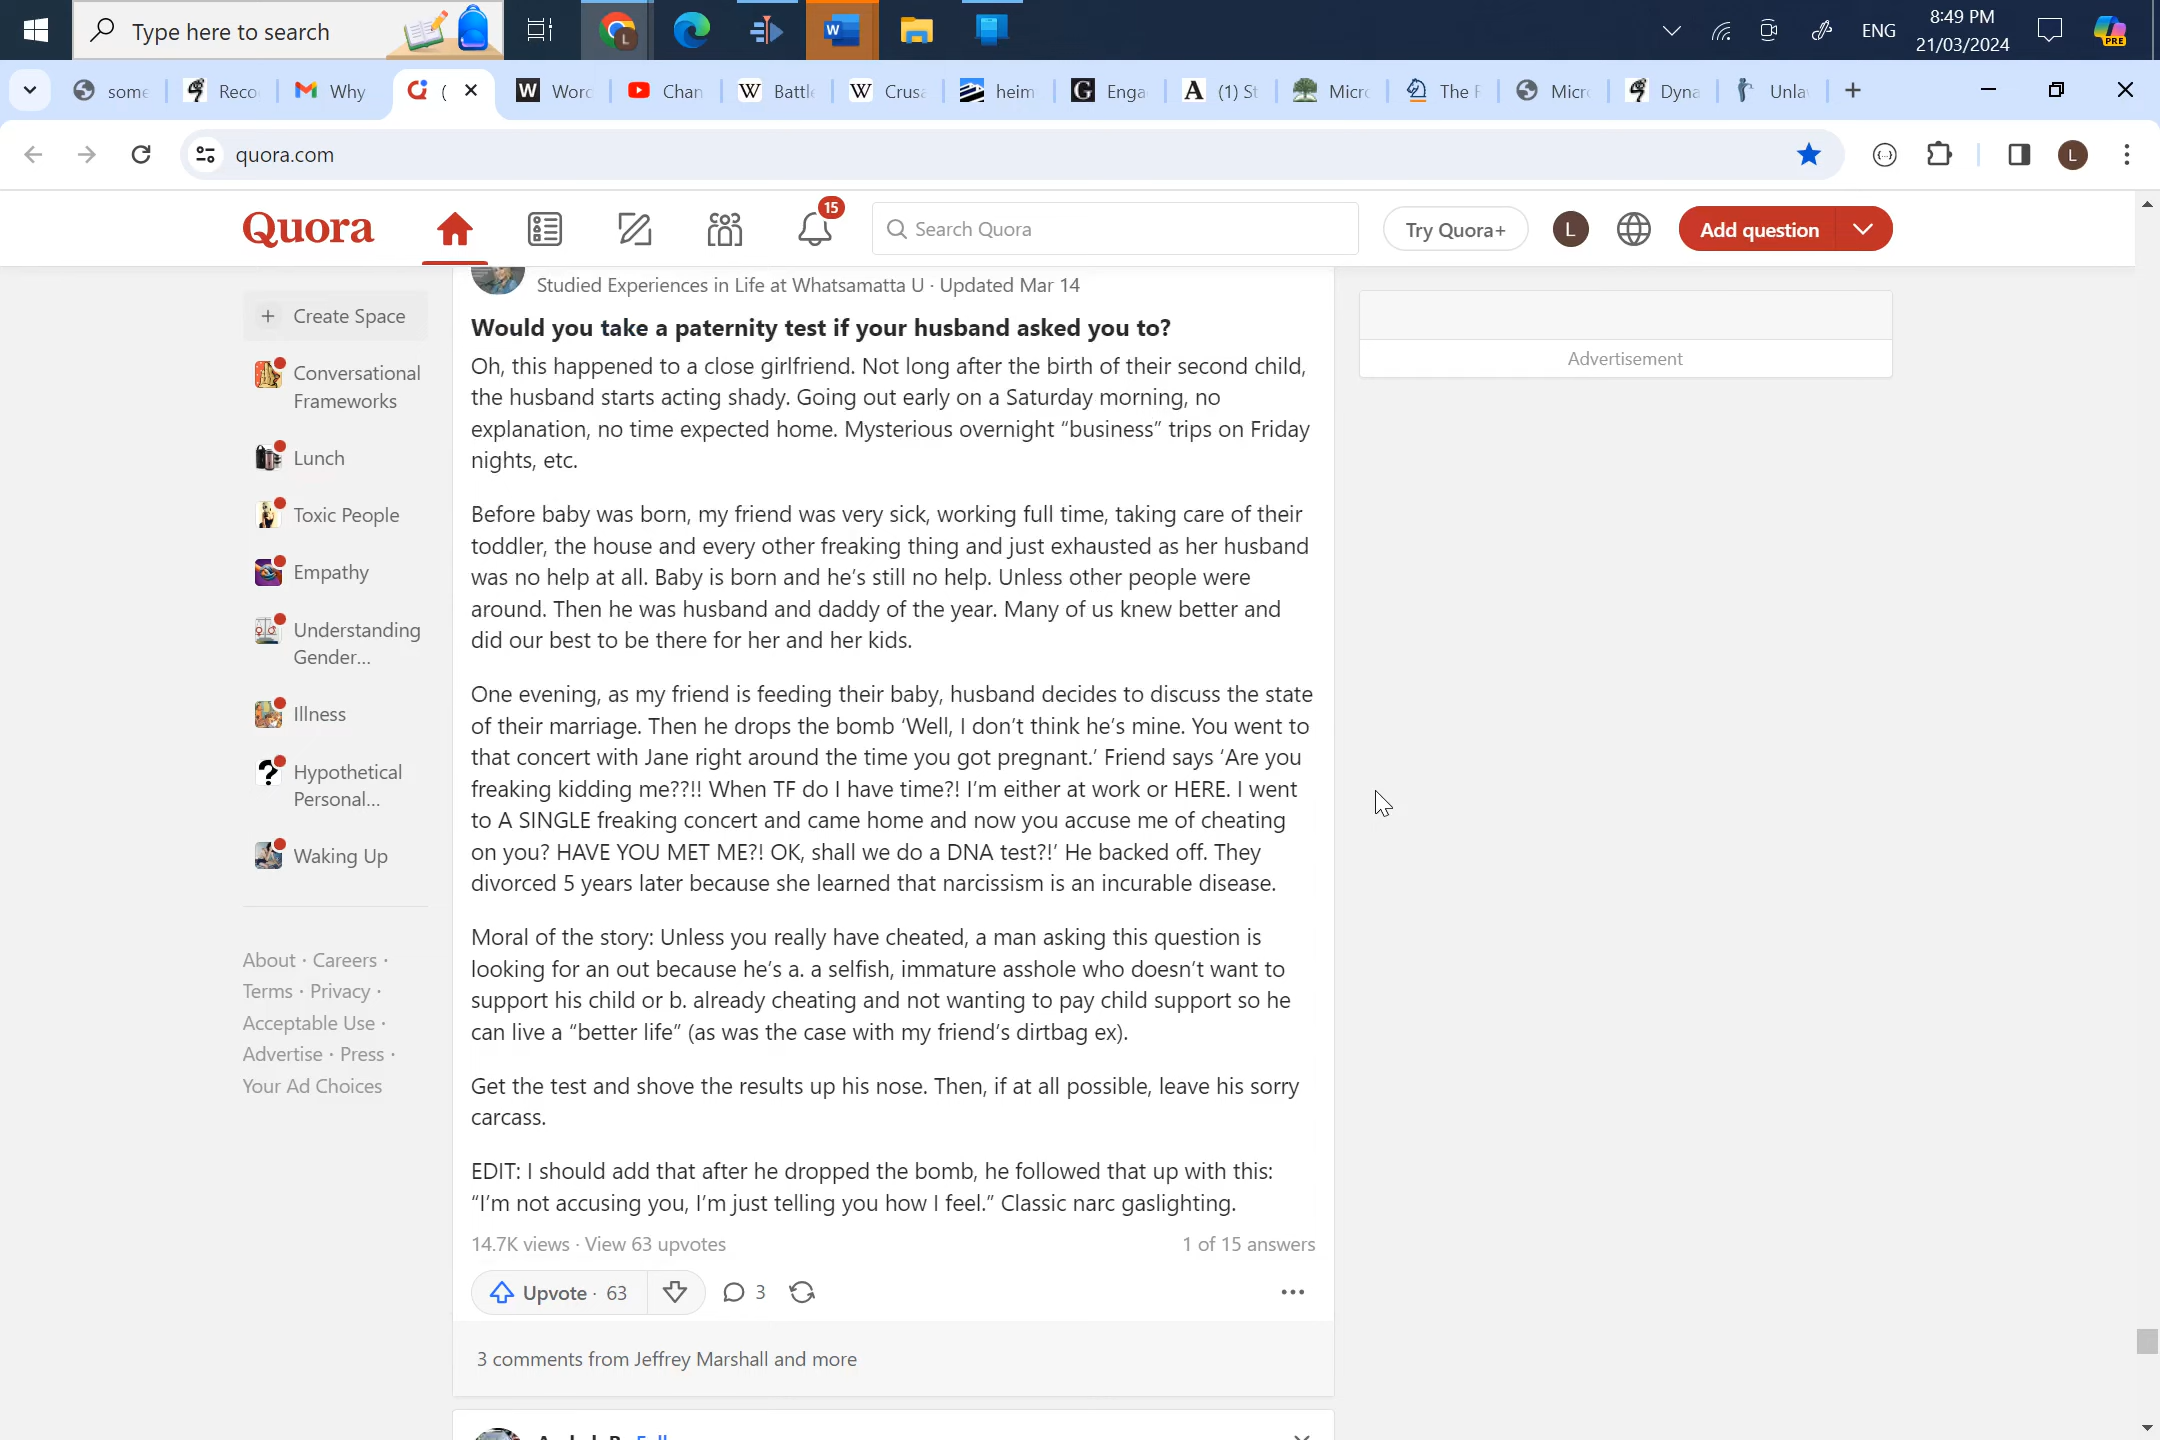 Type here to search
ENG
8:49 PM
21/03/2024
PRE
some
Reco
Why
(
Word
Chan
Battle
Crusa
heim
Enga
(1) St
Micro
The F
Micro
Dyna
Unla
quora.com
L
Quora
15
Search Quora
Try Quora+
L
Add question
Studied Experiences in Life at Whatsamatta U · Updated Mar 14
Create Space
Conversational
Frameworks
Lunch
Toxic People
Empathy
Understanding
Gender...
Illness
Hypothetical
Personal...
Waking Up
About · Careers ·
Terms · Privacy ·
Acceptable Use ·
Advertise · Press ·
Your Ad Choices
Would you take a paternity test if your husband asked you to?
Oh, this happened to a close girlfriend. Not long after the birth of their second child,
the husband starts acting shady. Going out early on a Saturday morning, no
explanation, no time expected home. Mysterious overnight “business” trips on Friday
nights, etc.
Before baby was born, my friend was very sick, working full time, taking care of their
toddler, the house and every other freaking thing and just exhausted as her husband
was no help at all. Baby is born and he’s still no help. Unless other people were
around. Then he was husband and daddy of the year. Many of us knew better and
did our best to be there for her and her kids.
One evening, as my friend is feeding their baby, husband decides to discuss the state
of their marriage. Then he drops the bomb ‘Well, I don’t think he’s mine. You went to
that concert with Jane right around the time you got pregnant.’ Friend says ‘Are you
freaking kidding me??!! When TF do I have time?! I’m either at work or HERE. I went
to A SINGLE freaking concert and came home and now you accuse me of cheating
on you? HAVE YOU MET ME?! OK, shall we do a DNA test?!’ He backed off. They
divorced 5 years later because she learned that narcissism is an incurable disease.
Moral of the story: Unless you really have cheated, a man asking this question is
looking for an out because he’s a. a selfish, immature asshole who doesn’t want to
support his child or b. already cheating and not wanting to pay child support so he
can live a “better life” (as was the case with my friend’s dirtbag ex).
Get the test and shove the results up his nose. Then, if at all possible, leave his sorry
carcass.
EDIT: I should add that after he dropped the bomb, he followed that up with this:
“I’m not accusing you, I’m just telling you how I feel.” Classic narc gaslighting.
14.7K views · View 63 upvotes
1 of 15 answers
Upvote · 63
3
3 comments from Jeffrey Marshall and more
Advertisement